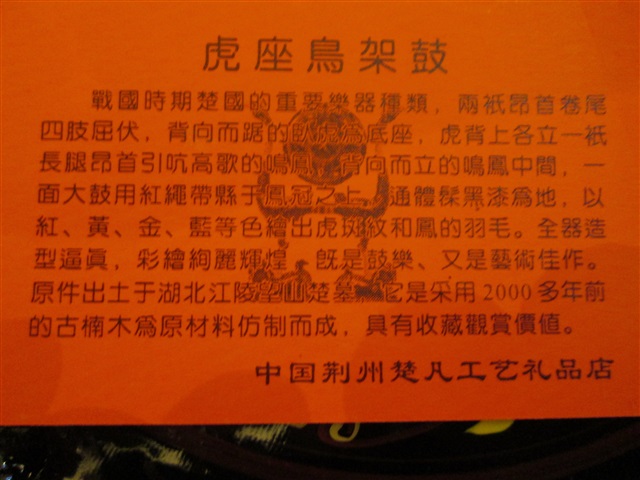 虎座鳥架鼓
戰國時期楚國的重要樂器種類，兩衹昂首卷尾
四肢屈伏，背向而踞的臥虎爲底座，虎背上各立一衹
長腿昂首引吭高歌的鳴鳳，背向而立的鳴鳳中間，一
面大鼓用紅繩帶縣于鳳冠之上，通體髹黑漆爲地，以
紅、黃、金、藍等色繪出虎斑紋和鳳的羽毛。全器造
型逼眞，彩繪絢麗輝煌，既是鼓樂、又是藝術佳作。
原件出土于湖北江陵望山楚墓，它是采用2000多年前
的古楠木爲原材料仿制而成，具有收藏觀賞價値。
中国荆州楚凡工艺礼品店